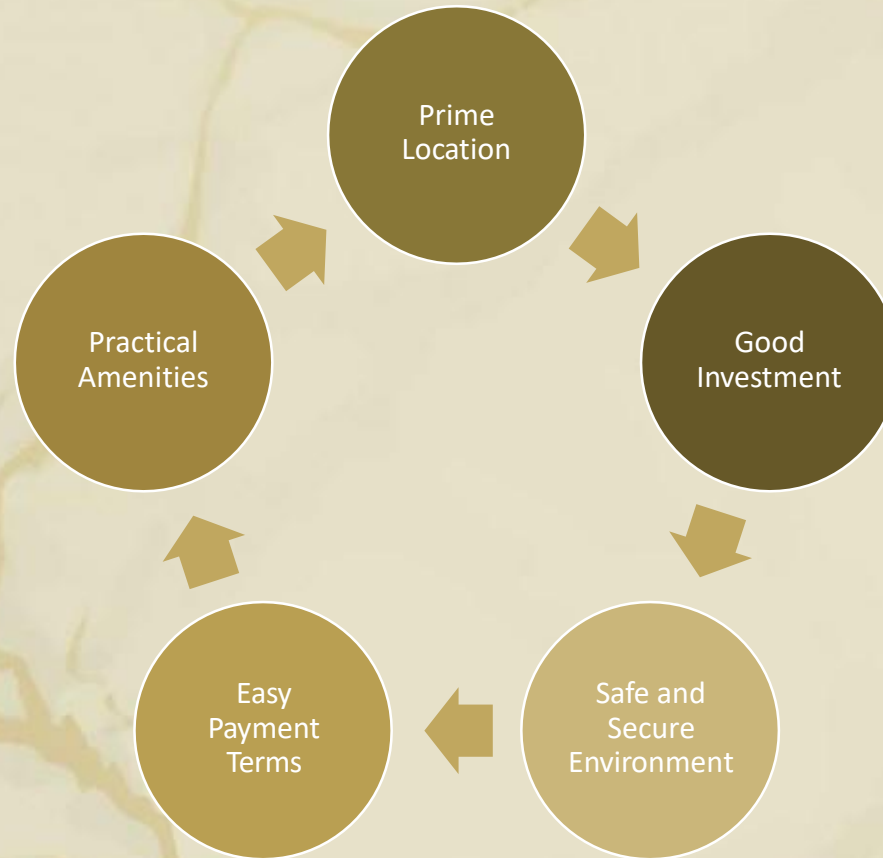 Prime
Location
Good
Investment
Safe and
Secure
Environment
Easy
Payment
Terms
Practical
Amenities